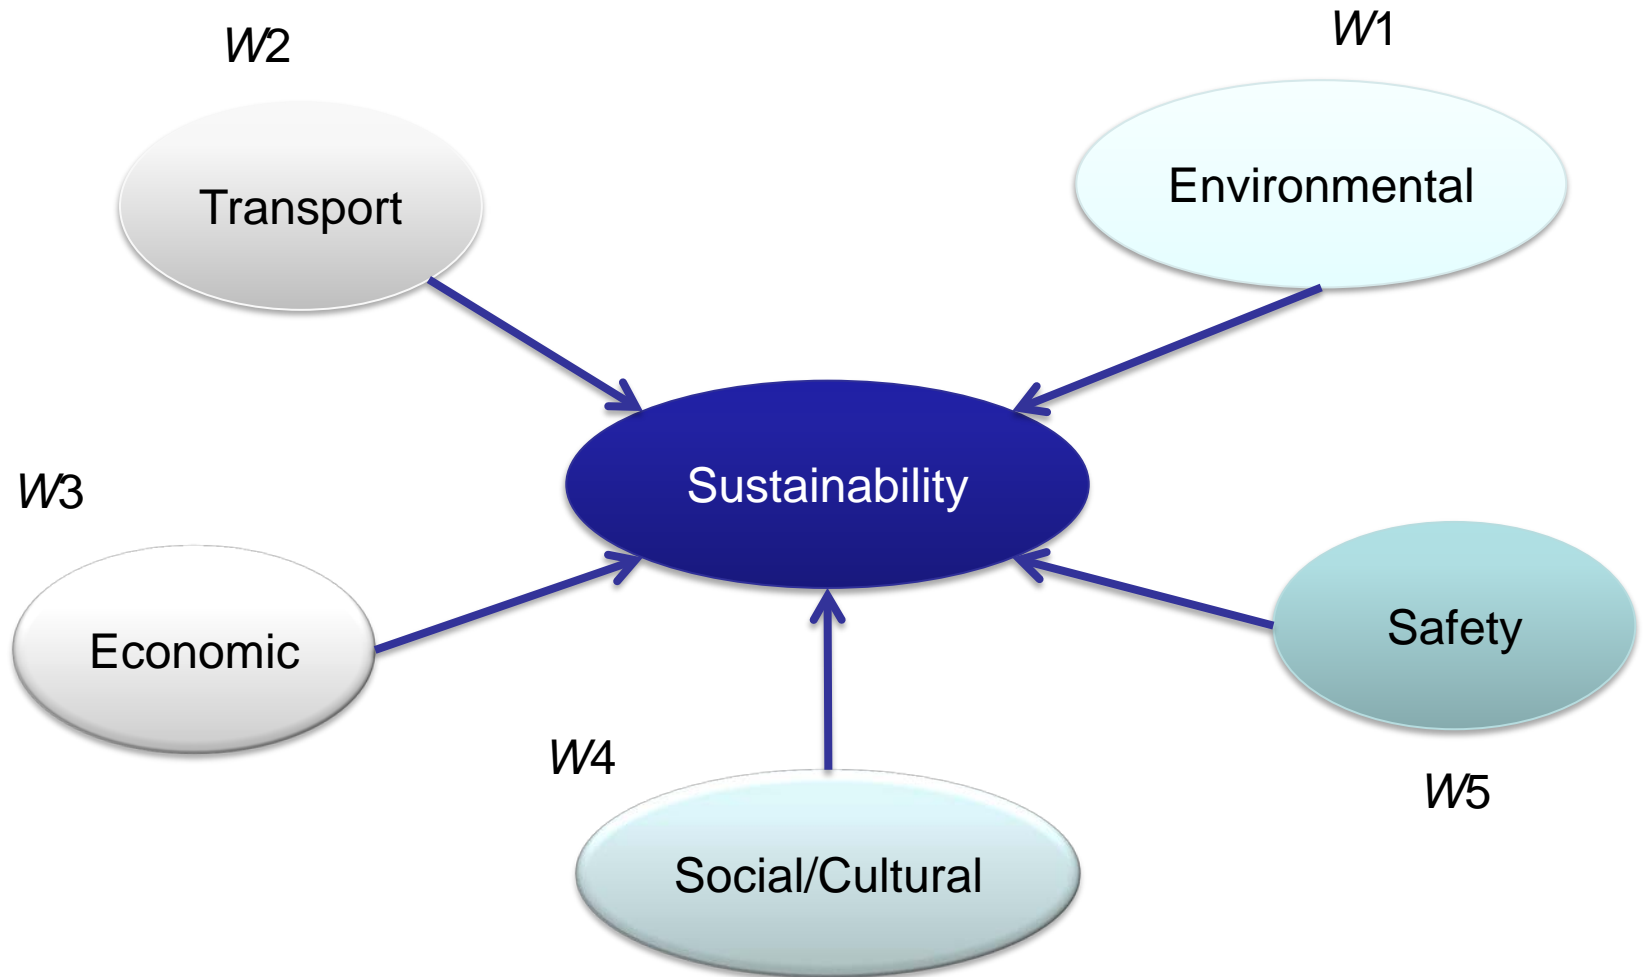 W2
W1
Transport
Environmental
Sustainability
W3
Economic
Safety
W4
W5
Social/Cultural